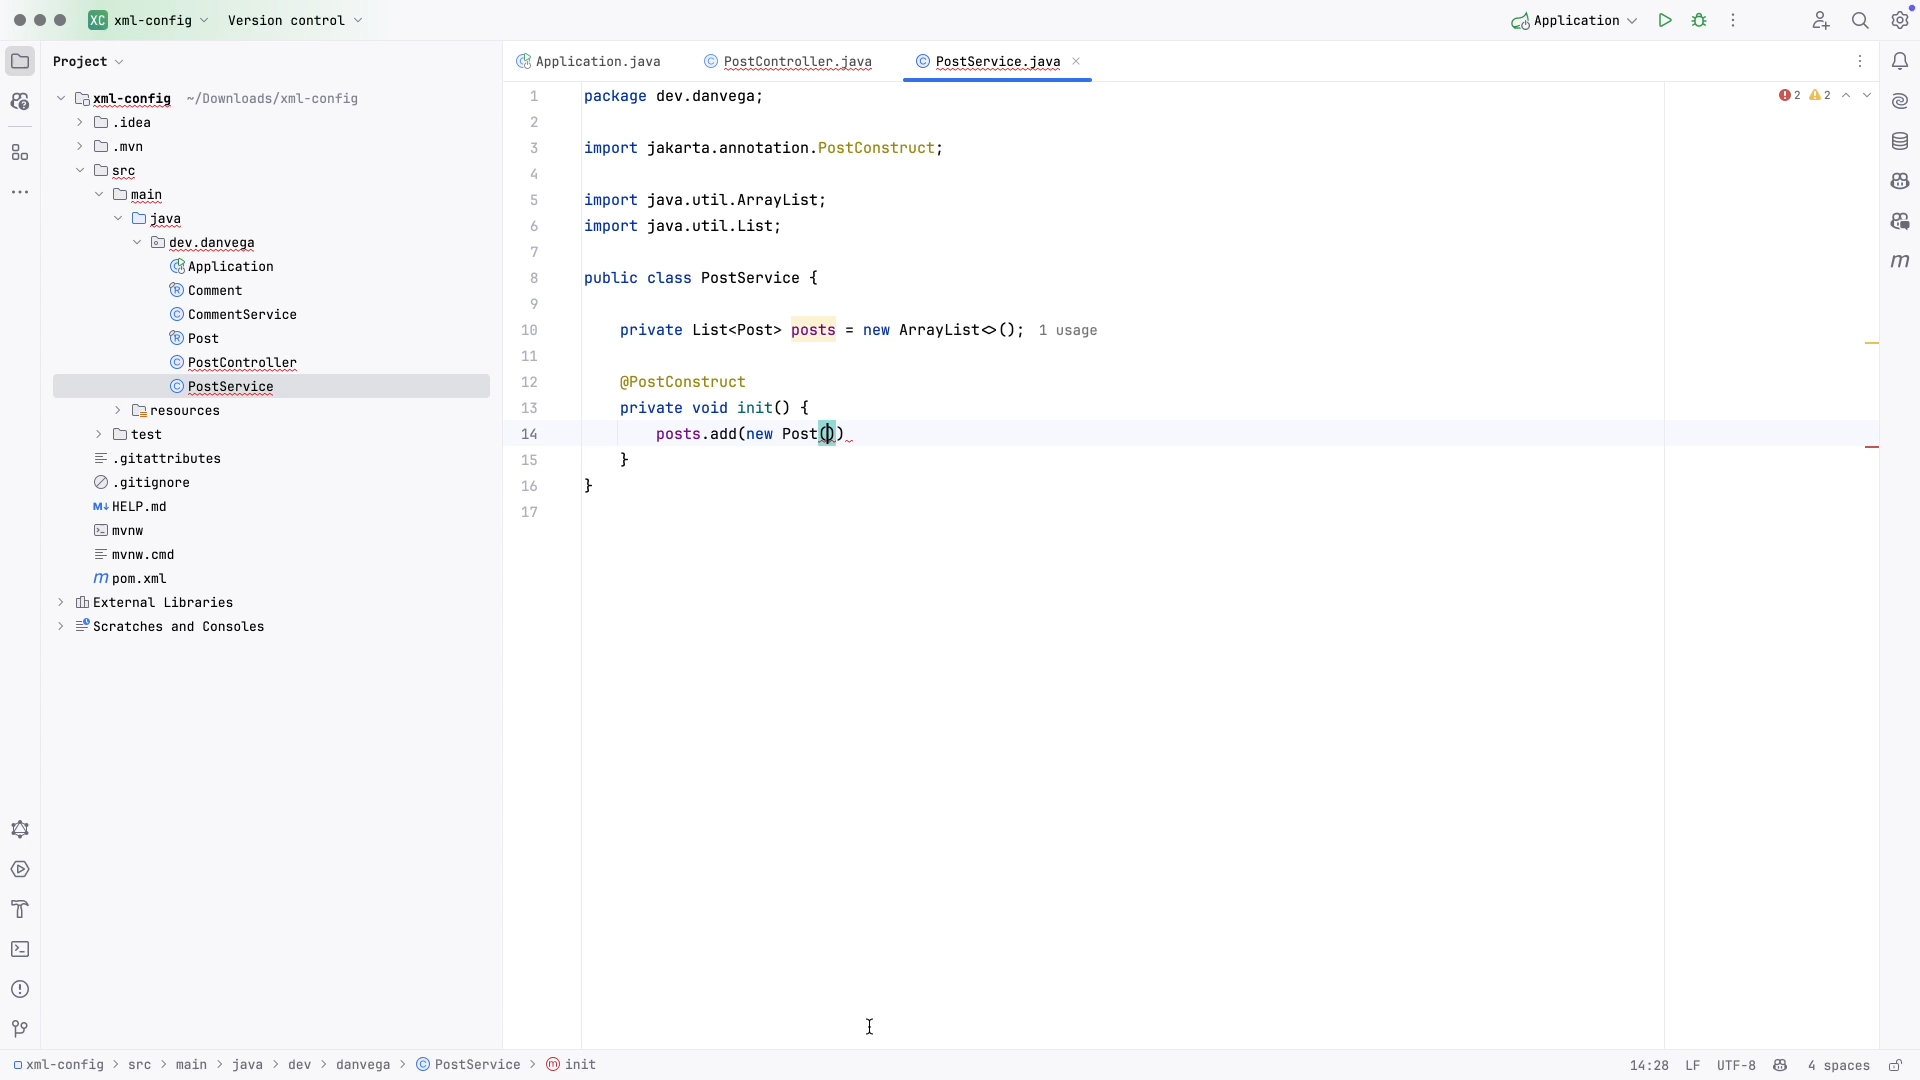 XC xml-config Version control Application
Project
Application.java PostController.java PostService.java
xml-config ~/Downloads/xml-config
.idea
.mvn
src
main
java
dev.danvega
Application
Comment
CommentService
Post
PostController
PostService
resources
test
.gitattributes
.gitignore
M↓ HELP.md
mvnw
mvnw.cmd
m pom.xml
External Libraries
Scratches and Consoles
2 2
1 package dev.danvega;
2
3 import jakarta.annotation.PostConstruct;
4
5 import java.util.ArrayList;
6 import java.util.List;
7
8 public class PostService {
9
10 private List<Post> posts = new ArrayList<>(); 1 usage
11
12 @PostConstruct
13 private void init() {
14 posts.add(new Post())
15 }
16 }
17
m
xml-config > src > main > java > dev > danvega > PostService > init
14:28 LF UTF-8 4 spaces